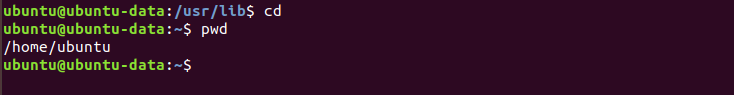 ubuntu@ubuntu-data:/usr/lib$ cd
ubuntu@ubuntu-data:~$ pwd
/home/ubuntu
ubuntu@ubuntu-data:~$